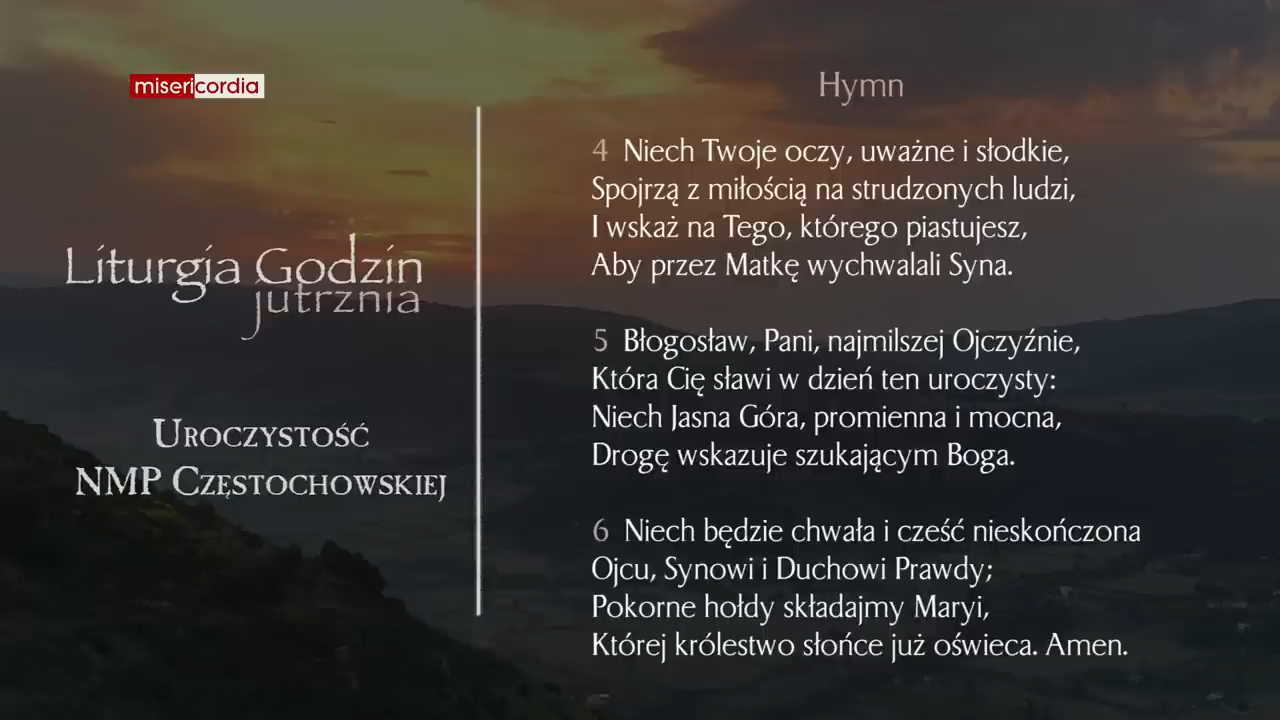 misericordia
Liturgia Godzin
jutrznia
Uroczystość
NMP Częstochowskiej
Hymn
4 Niech Twoje oczy, uważne i słodkie,
Spojrzą z miłością na strudzonych ludzi,
I wskaż na Tego, którego piastujesz,
Aby przez Matkę wychwalali Syna.
5 Błogosław, Pani, najmilszej Ojczyźnie,
Która Cię sławi w dzień ten uroczysty:
Niech Jasna Góra, promienna i mocna,
Drogę wskazuje szukającym Boga.
6 Niech będzie chwała i cześć nieskończona
Ojcu, Synowi i Duchowi Prawdy;
Pokorne hołdy składajmy Maryi,
Której królestwo słońce już oświeca. Amen.